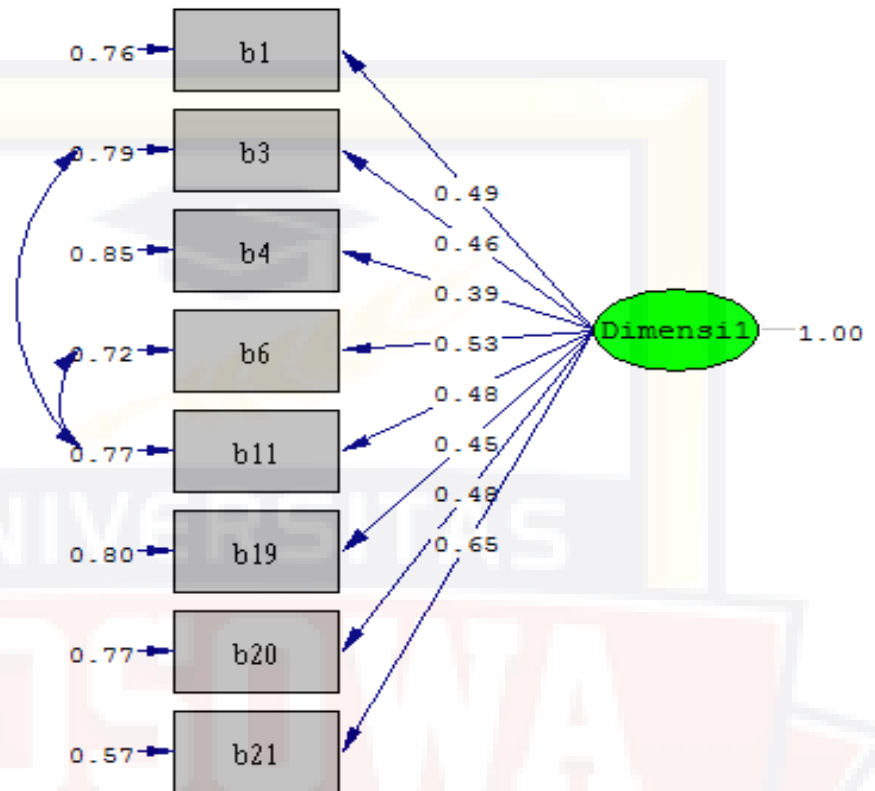 0.76 b1
0.79 b3
0.49
0.46
0.85 b4
0.39
Dimensi1 1.00
0.72 b6
0.53
0.48
0.77 b11
0.45
0.48
UNIVERSITAS
0.80 b19
0.65
0.77 b20
BOSOWA
0.57 b21